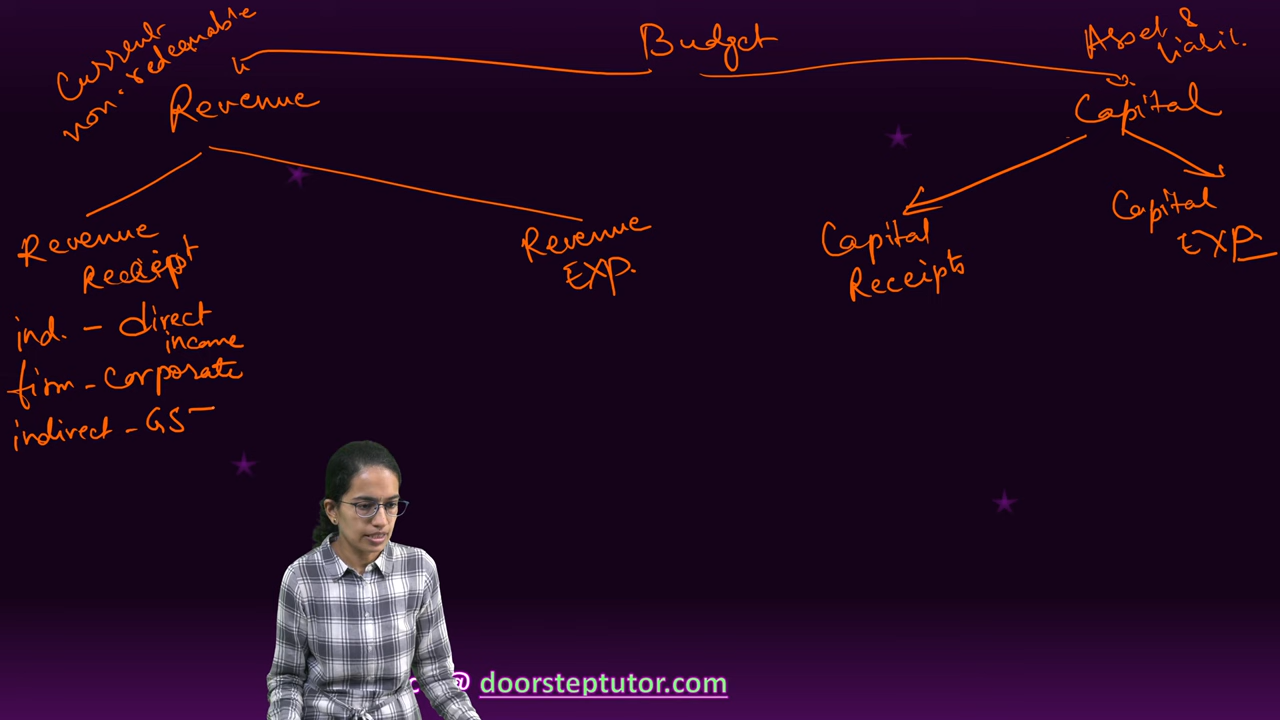 Budget
Current
non. redeemable
Revenue
Asset &
Liabil.
Capital
Revenue
Receipt
Revenue
EXP.
Capital
Receipts
Capital
EXP.
ind. - direct
income
firm - corporate
indirect - GST
@ doorsteptutor.com